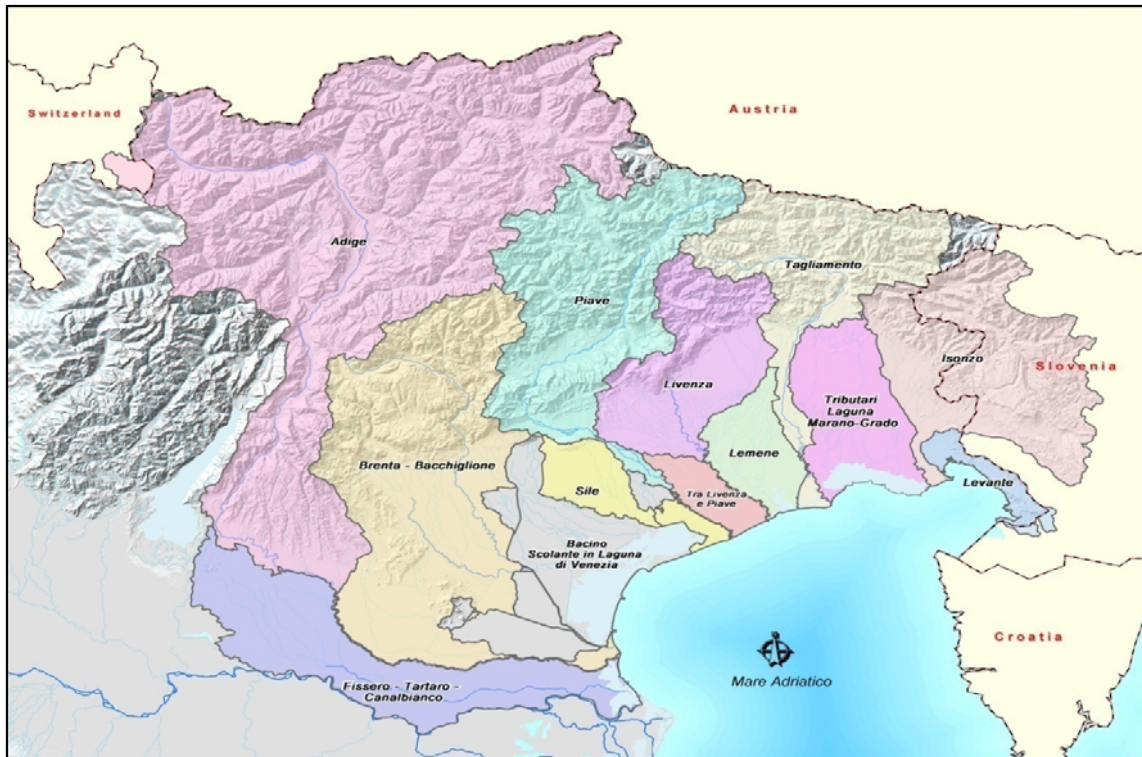 Switzerland
Austria
Adige
Tagliamento
Piave
Isonzo
Slovenia
Livenza
Tributari
Laguna
Marano-Grado
Lemene
Brenta - Bacchiglione
Levante
Sile
Tra Livenza
e Piave
Bacino
Scolante in Laguna
di Venezia
Croatia
Fissero - Tartaro -
Canalbianco
Mare Adriatico